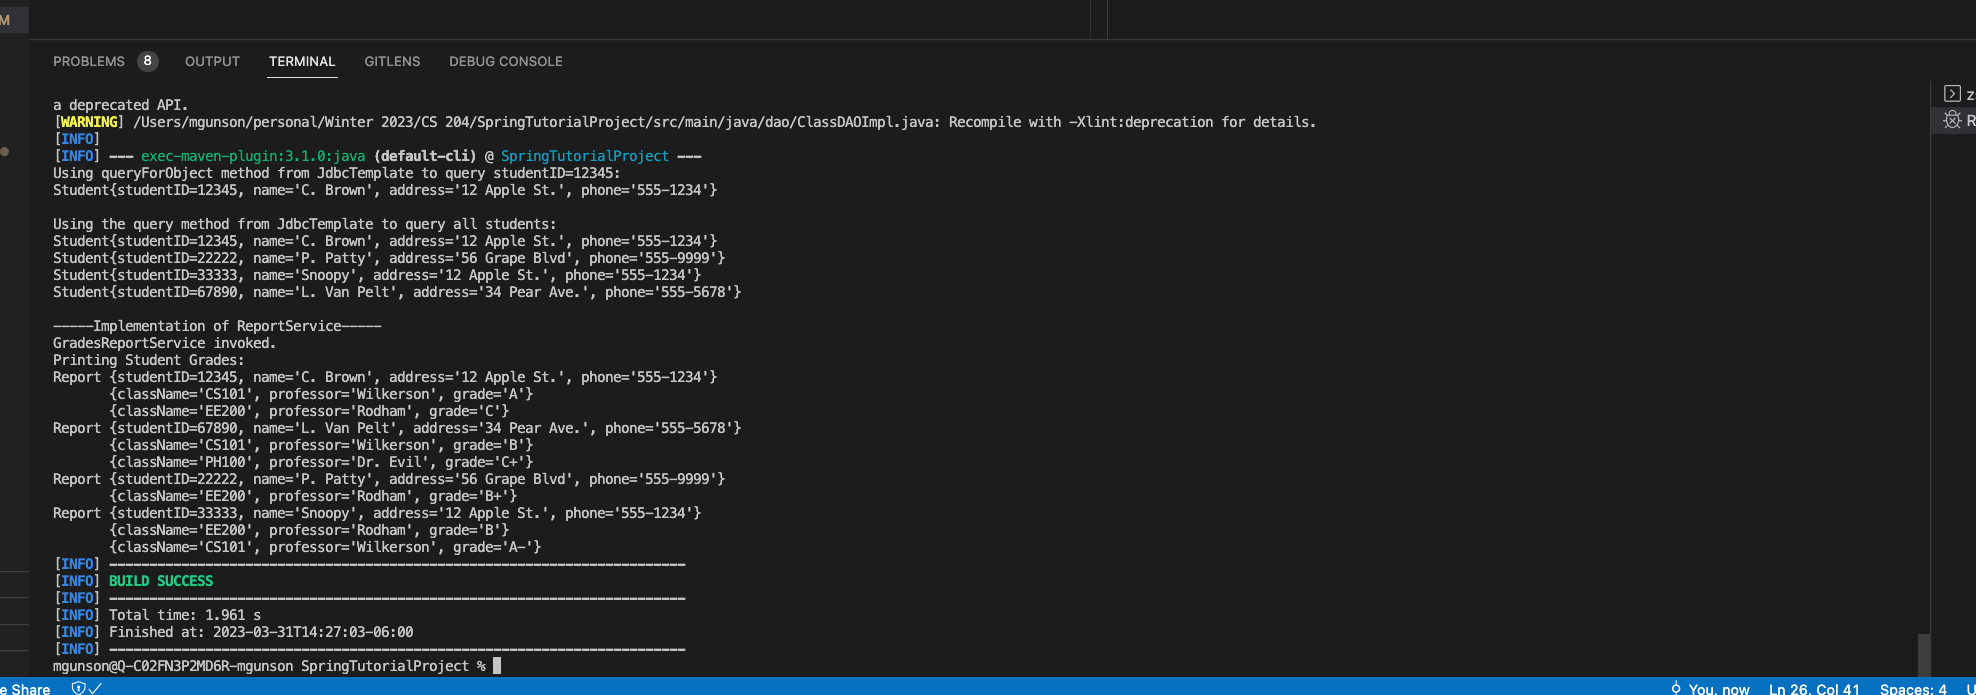 M
PROBLEMS 8 OUTPUT TERMINAL GITLENS DEBUG CONSOLE
a deprecated API.
[WARNING] /Users/mgunson/personal/Winter 2023/CS 204/SpringTutorialProject/src/main/java/dao/ClassDAOImpl.java: Recompile with -Xlint:deprecation for details.
[INFO]
[INFO] --- exec-maven-plugin:3.1.0:java (default-cli) @ SpringTutorialProject ---
Using queryForObject method from JdbcTemplate to query studentID=12345:
Student{studentID=12345, name='C. Brown', address='12 Apple St.', phone='555-1234'}
Using the query method from JdbcTemplate to query all students:
Student{studentID=12345, name='C. Brown', address='12 Apple St.', phone='555-1234'}
Student{studentID=22222, name='P. Patty', address='56 Grape Blvd', phone='555-9999'}
Student{studentID=33333, name='Snoopy', address='12 Apple St.', phone='555-1234'}
Student{studentID=67890, name='L. Van Pelt', address='34 Pear Ave.', phone='555-5678'}
-----Implementation of ReportService-----
GradesReportService invoked.
Printing Student Grades:
Report {studentID=12345, name='C. Brown', address='12 Apple St.', phone='555-1234'}
{className='CS101', professor='Wilkerson', grade='A'}
{className='EE200', professor='Rodham', grade='C'}
Report {studentID=67890, name='L. Van Pelt', address='34 Pear Ave.', phone='555-5678'}
{className='CS101', professor='Wilkerson', grade='B'}
{className='PH100', professor='Dr. Evil', grade='C+'}
Report {studentID=22222, name='P. Patty', address='56 Grape Blvd', phone='555-9999'}
{className='EE200', professor='Rodham', grade='B+'}
Report {studentID=33333, name='Snoopy', address='12 Apple St.', phone='555-1234'}
{className='EE200', professor='Rodham', grade='B'}
{className='CS101', professor='Wilkerson', grade='A-'}
[INFO] ------------------------------------------------------------------------
[INFO] BUILD SUCCESS
[INFO] ------------------------------------------------------------------------
[INFO] Total time: 1.961 s
[INFO] Finished at: 2023-03-31T14:27:03-06:00
[INFO] ------------------------------------------------------------------------
mgunson@Q-C02FN3P2MD6R-mgunson SpringTutorialProject %
z
R
e Share You, now Ln 26, Col 41 Spaces: 4